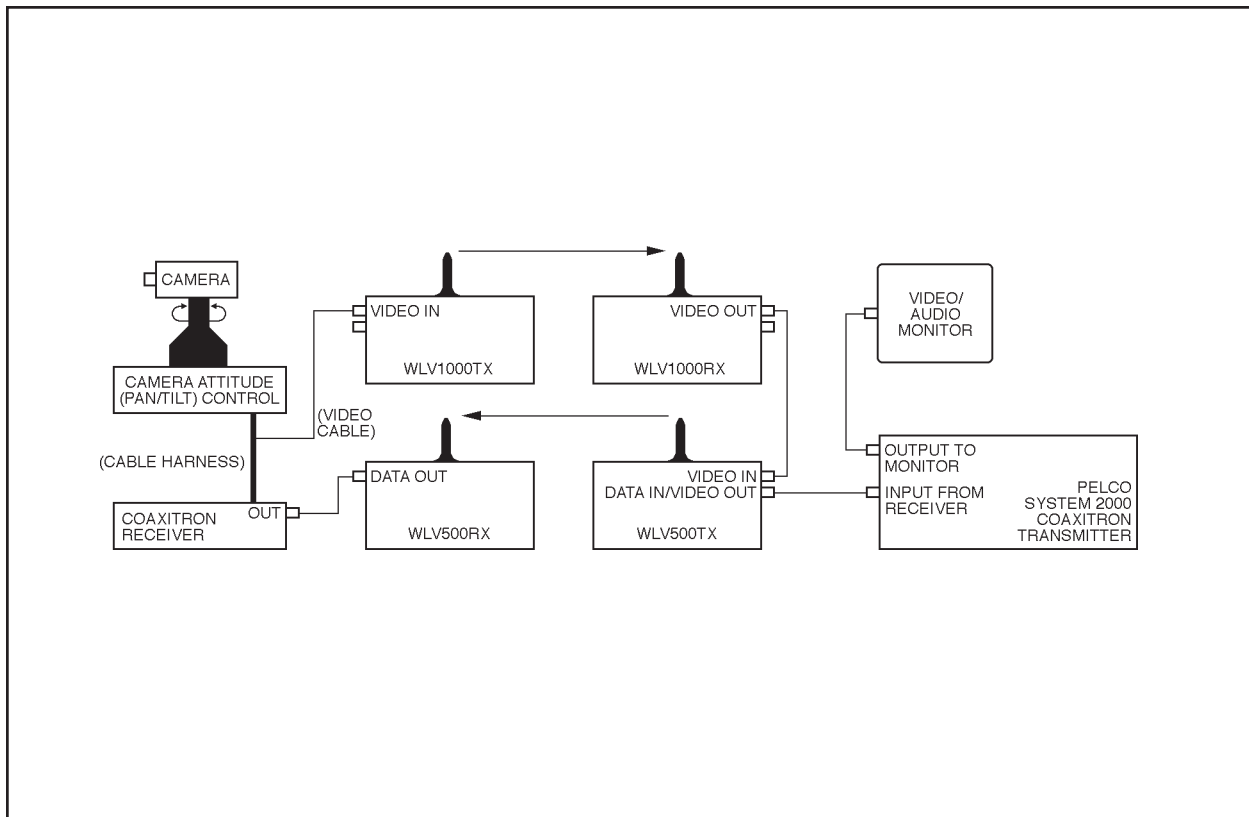 CAMERA
CAMERA ATTITUDE
(PAN/TILT) CONTROL
(CABLE HARNESS)
(VIDEO
CABLE)
OUT
COAXITRON
RECEIVER
VIDEO IN
WLV1000TX
VIDEO OUT
WLV1000RX
DATA OUT
WLV500RX
VIDEO IN
DATA IN/VIDEO OUT
WLV500TX
VIDEO/
AUDIO
MONITOR
OUTPUT TO
MONITOR
INPUT FROM
RECEIVER
PELCO
SYSTEM 2000
COAXITRON
TRANSMITTER